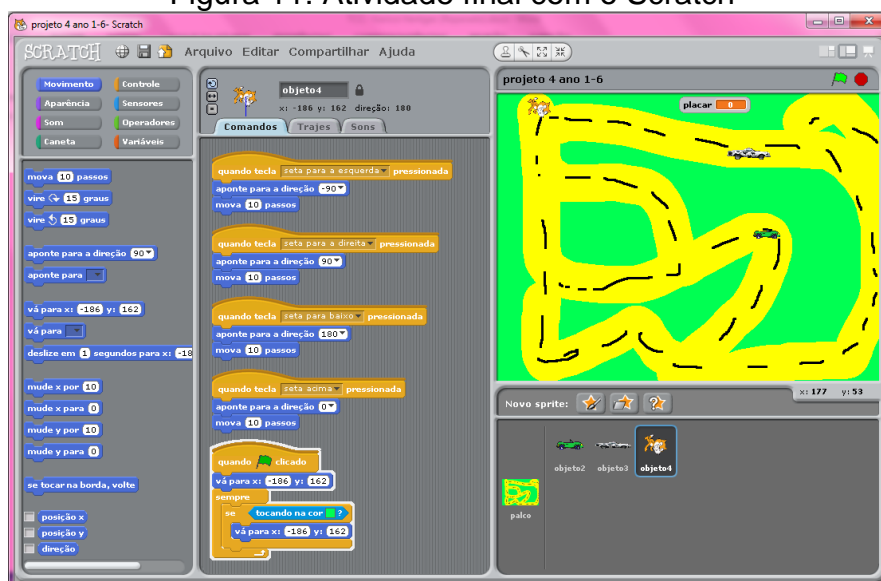 Figura 11: Atividade final com o Scratch
projeto 4 ano 1-6- Scratch
SCRATCH
Arquivo Editar Compartilhar Ajuda
Movimento
Controle
Aparência
Sensores
Som
Operadores
Caneta
Variáveis
mova 10 passos
vire 15 graus
vire 15 graus
aponte para a direção 90
aponte para
vá para x: -186 y: 162
vá para
deslize em 1 segundos para x: -18
mude x por 10
mude x para 0
mude y por 10
mude y para 0
se tocar na borda, volte
posição x
posição y
direção
objeto4
x: -186 y: 162 direção: 180
Comandos
Trajes
Sons
quando tecla seta para a esquerda pressionada
aponte para a direção -90
mova 10 passos
quando tecla seta para a direita pressionada
aponte para a direção 90
mova 10 passos
quando tecla seta para baixo pressionada
aponte para a direção 180
mova 10 passos
quando tecla seta acima pressionada
aponte para a direção 0
mova 10 passos
quando clicado
vá para x: -186 y: 162
sempre
se tocando na cor ?
vá para x: -186 y: 162
projeto 4 ano 1-6
placar 0
x: 177 y: 53
Novo sprite:
objeto2
objeto3
objeto4
palco